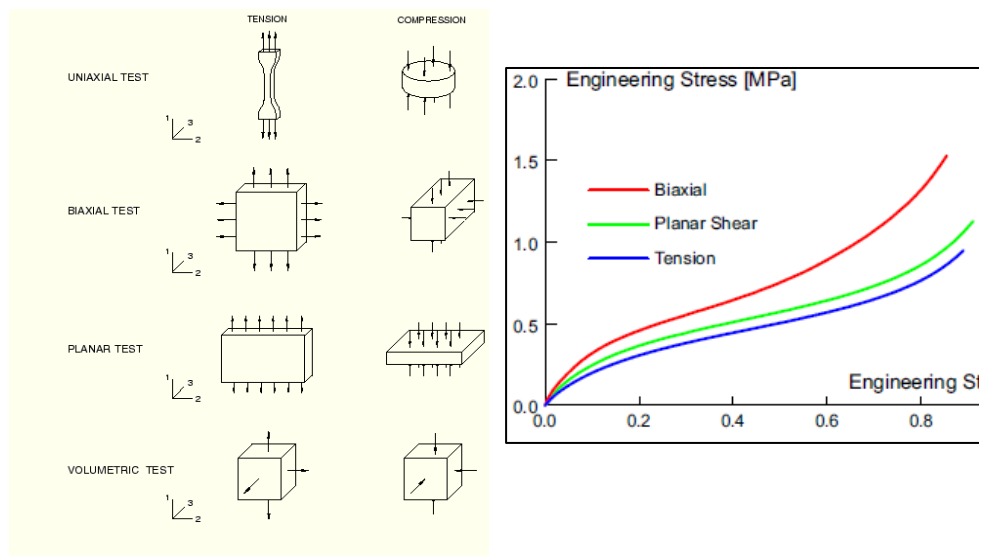 TENSION
COMPRESSION
UNIAXIAL TEST
1
3
2
BIAXIAL TEST
1
3
2
PLANAR TEST
1
3
2
VOLUMETRIC TEST
1
3
2
2.0
Engineering Stress [MPa]
1.5
Biaxial
Planar Shear
1.0
Tension
0.5
Engineering St
0.0
0.0
0.2
0.4
0.6
0.8